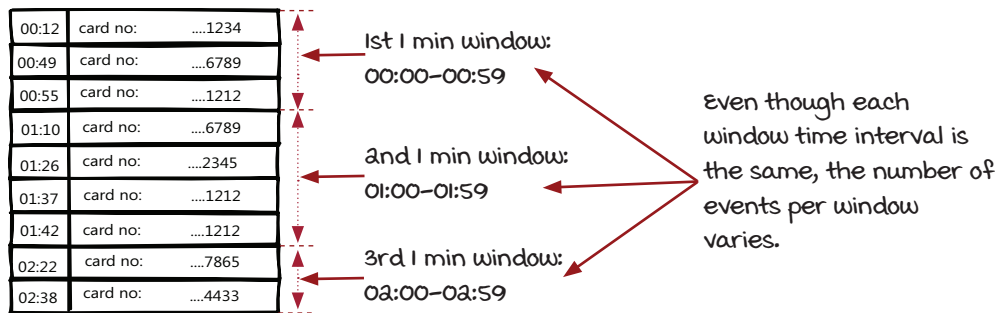 00:12 card no: ....1234
00:49 card no: ....6789
00:55 card no: ....1212
01:10 card no: ....6789
01:26 card no: ....2345
01:37 card no: ....1212
01:42 card no: ....1212
02:22 card no: ....7865
02:38 card no: ....4433
1st 1 min window:
00:00-00:59
2nd 1 min window:
01:00-01:59
3rd 1 min window:
02:00-02:59
Even though each
window time interval is
the same, the number of
events per window
varies.